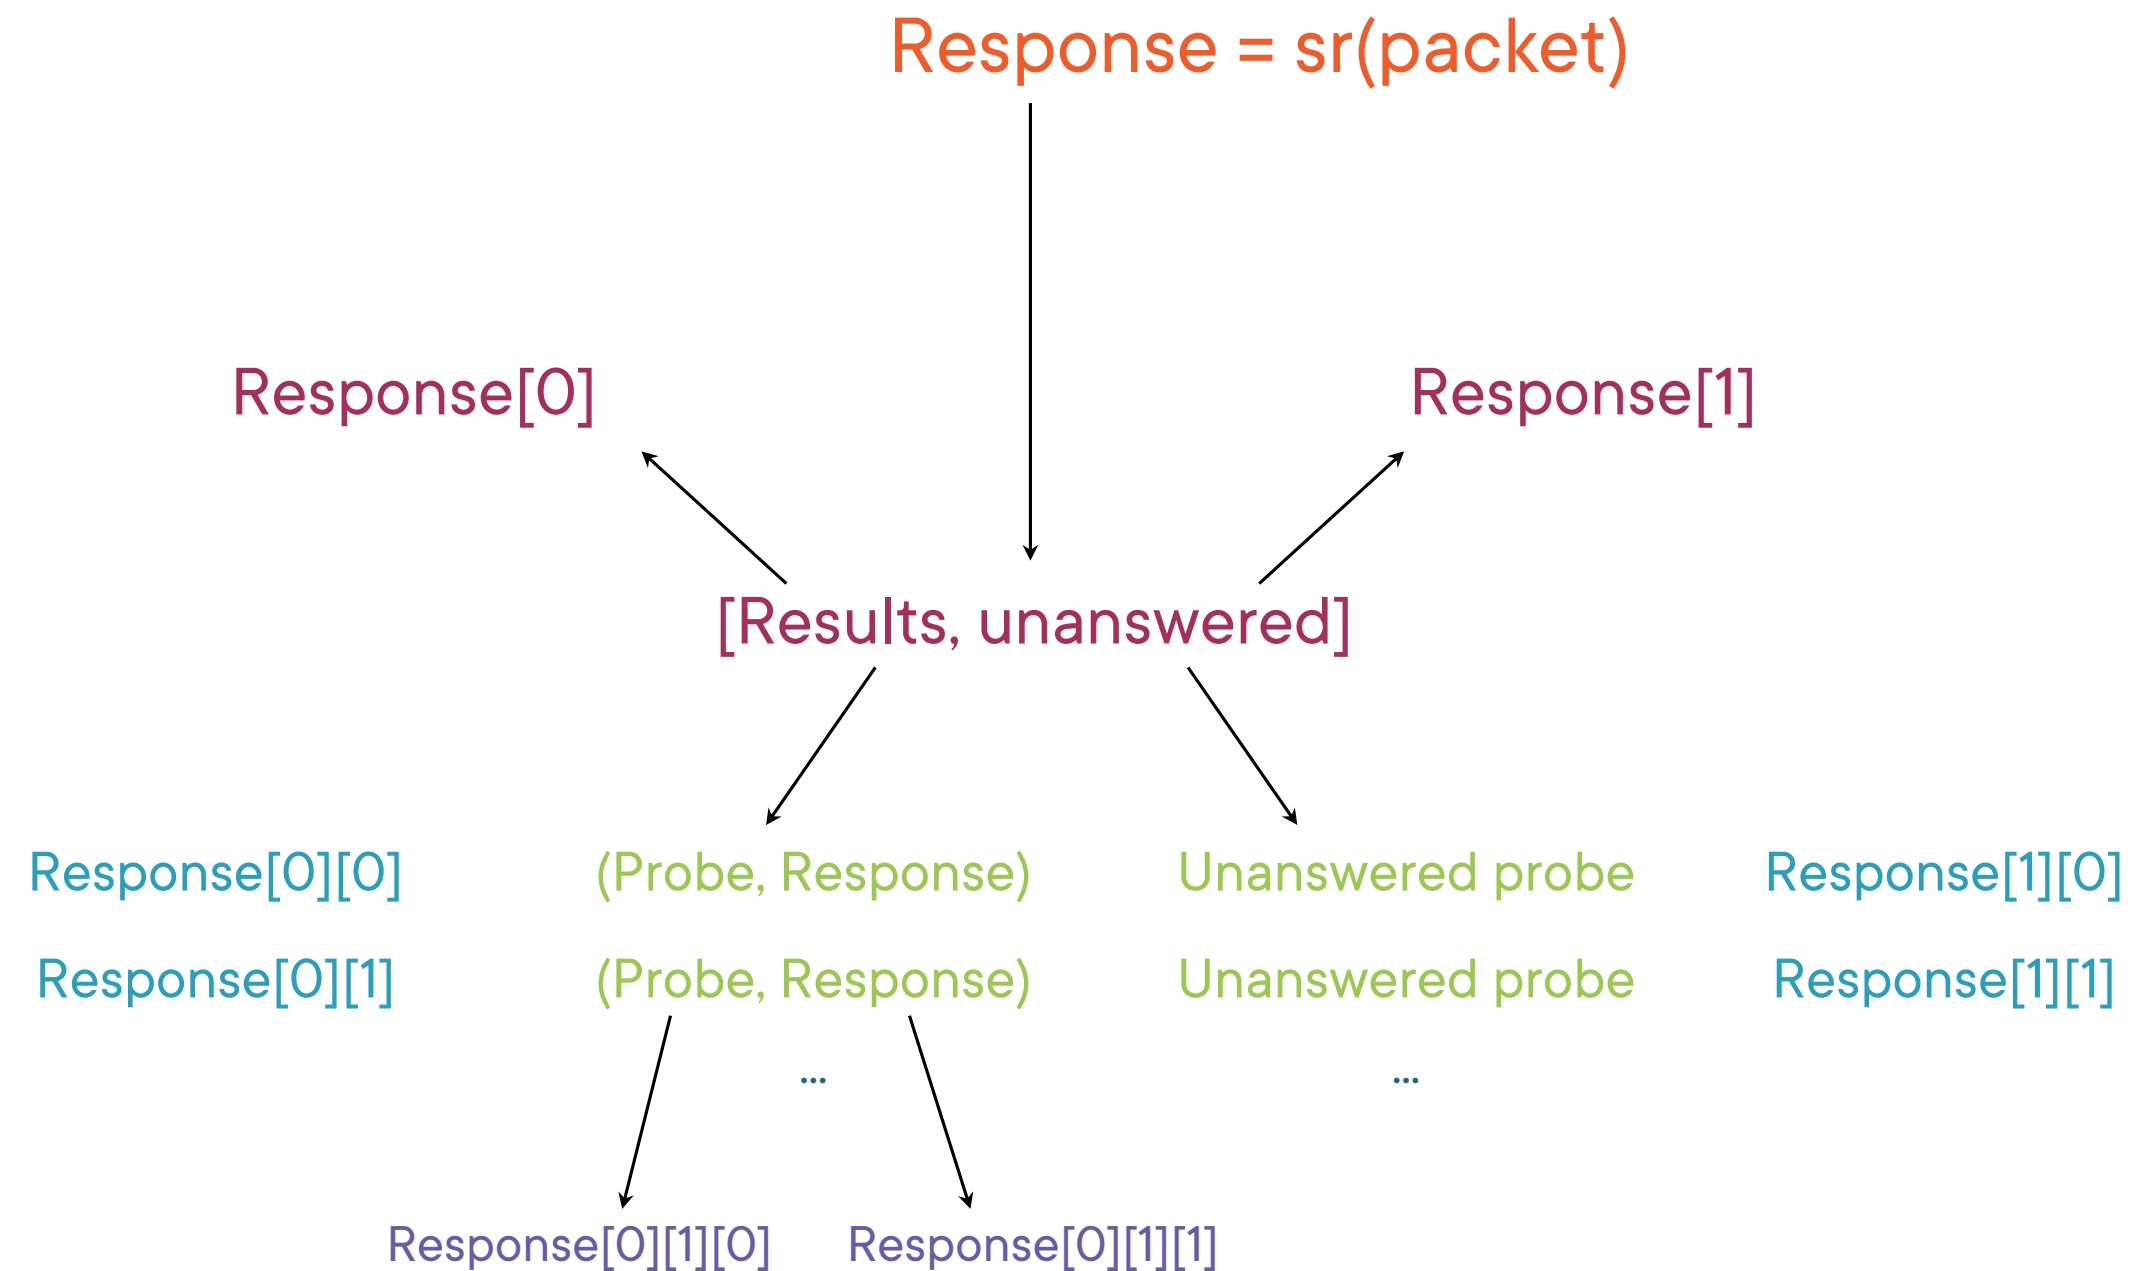 Response = sr(packet)
Response[0]
Response[1]
[Results, unanswered]
Response[0][0]
(Probe, Response)
Unanswered probe
Response[1][0]
Response[0][1]
(Probe, Response)
Unanswered probe
Response[1][1]
...
...
Response[0][1][0]
Response[0][1][1]